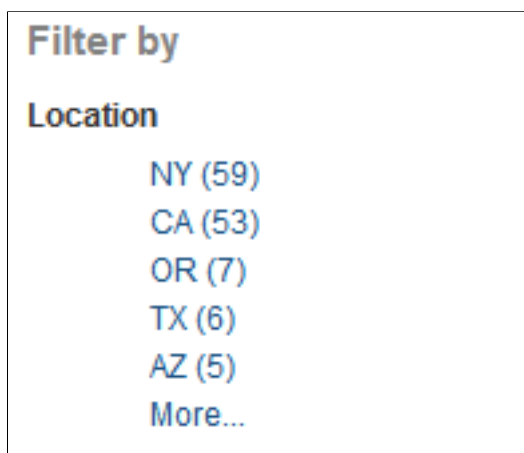 Filter by
Location
NY (59)
CA (53)
OR (7)
TX (6)
AZ (5)
More...